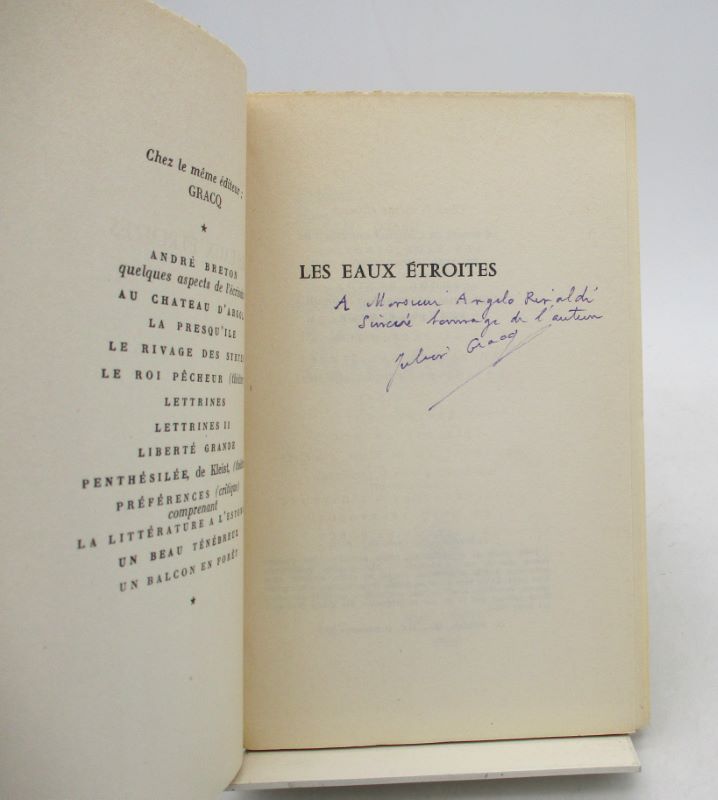 Chez le même éditeur :
GRACQ
*
ANDRÉ BRETON
quelques aspects de l'écrivain
AU CHATEAU D'ARGOL
LA PRESQU'ILE
LE RIVAGE DES SYRTES
LE ROI PÊCHEUR (théâtre
LETTRINES
LETTRINES II
LIBERTÉ GRANDE
PENTHÉSILÉE, de Kleist,
PRÉFÉRENCES (critique)
comprenant
LA LITTÉRATURE A L'ESTOMAC
UN BEAU TÉNÉBREUX
UN BALCON EN FORÊT
*
LES EAUX ÉTROITES
A Monsieur Angelo Rinaldi
Sincère hommage de l'auteur
Julien Gracq